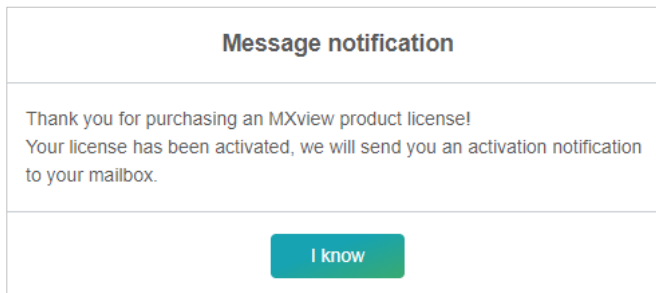 Message notification
Thank you for purchasing an MXview product license!
Your license has been activated, we will send you an activation notification
to your mailbox.
I know